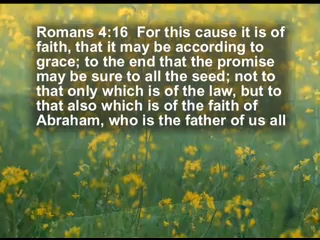 Romans 4:16  For this cause it is of
faith, that it may be according to
grace; to the end that the promise
may be sure to all the seed; not to
that only which is of the law, but to
that also which is of the faith of
Abraham, who is the father of us all